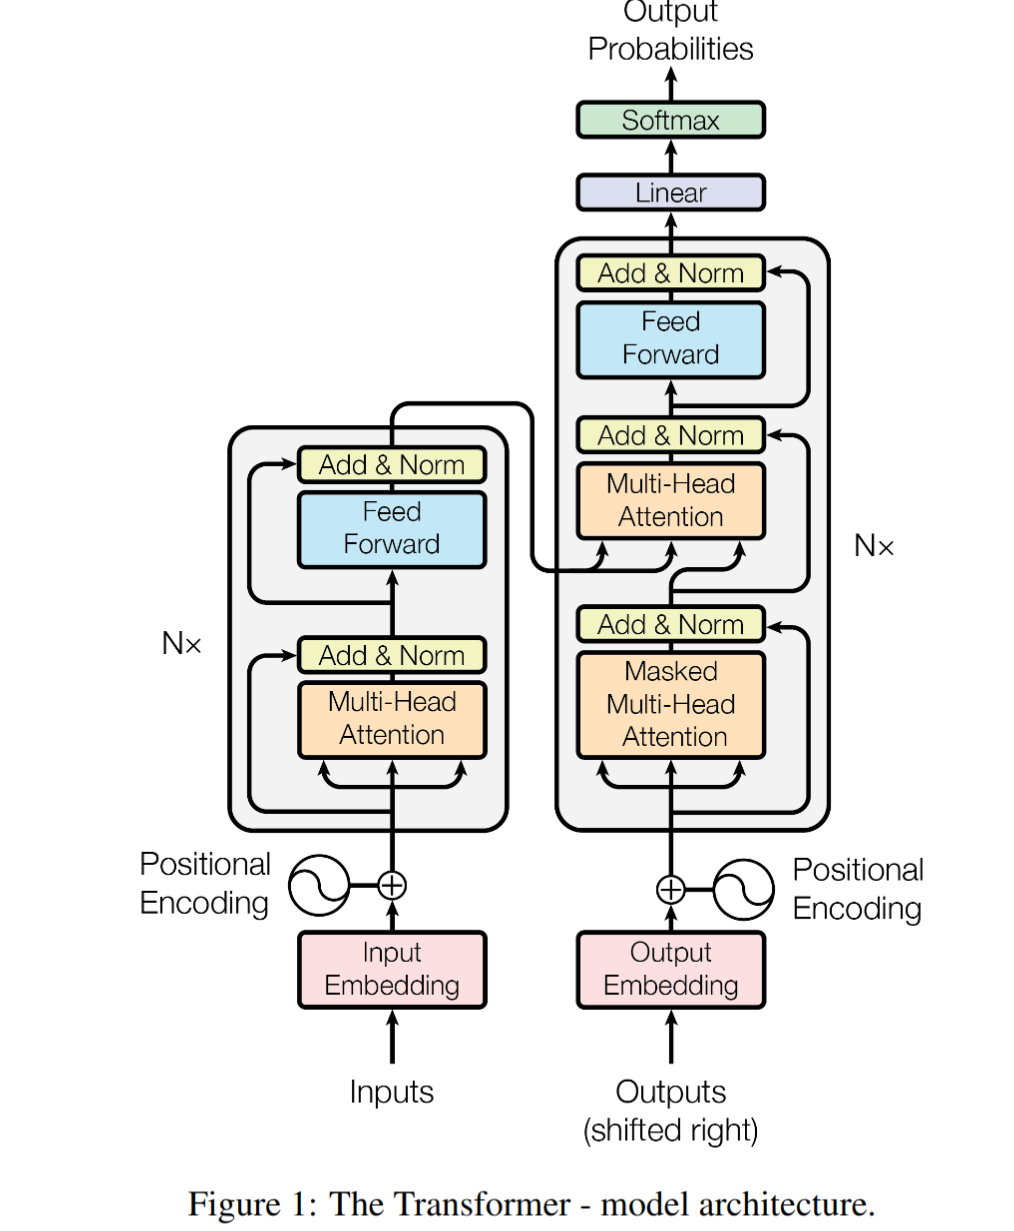 Output
Probabilities
Softmax
Linear
Add & Norm
Feed
Forward
Add & Norm
Multi-Head
Attention
Nx
Add & Norm
Masked
Multi-Head
Attention
Add & Norm
Feed
Forward
Nx
Add & Norm
Multi-Head
Attention
Positional
Encoding
Positional
Encoding
Input
Embedding
Output
Embedding
Inputs
Outputs
(shifted right)
Figure 1: The Transformer - model architecture.